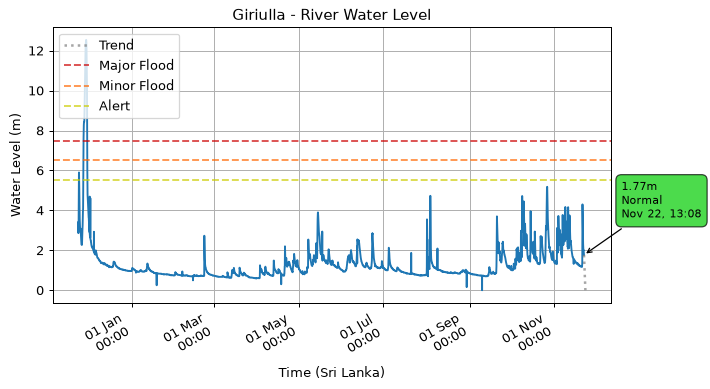 Giriulla - River Water Level
Trend
Major Flood
Minor Flood
Alert
Water Level (m)
12
10
8
6
4
2
0
1.77m
Normal
Nov 22, 13:08
01 Jan
00:00
01 Mar
00:00
01 May
00:00
01 Jul
00:00
01 Sep
00:00
01 Nov
00:00
Time (Sri Lanka)